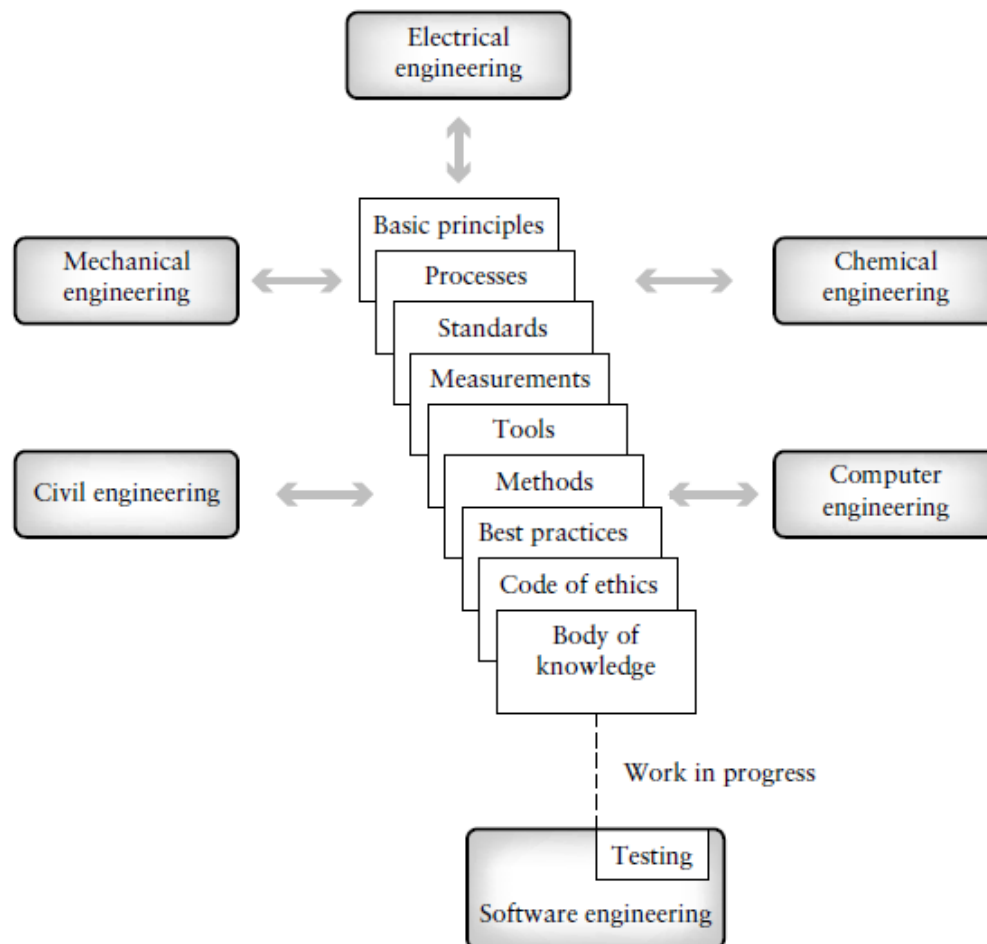 Electrical
engineering
Basic principles
Mechanical
engineering
Processes
Chemical
engineering
Standards
Measurements
Tools
Civil engineering
Methods
Computer
engineering
Best practices
Code of ethics
Body of
knowledge
Work in progress
Testing
Software engineering